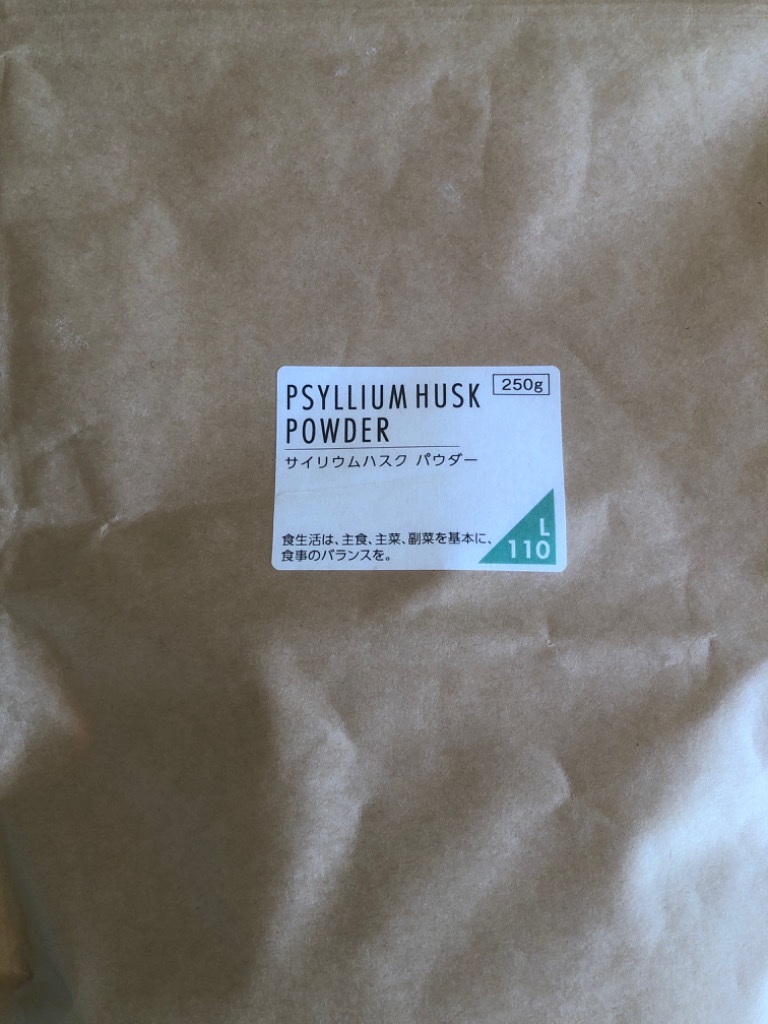 PSYLLIUM HUSK
POWDER
250g
サイリウムハスク パウダー
食生活は、主食、主菜、副菜を基本に、
食事のバランスを。
L
110